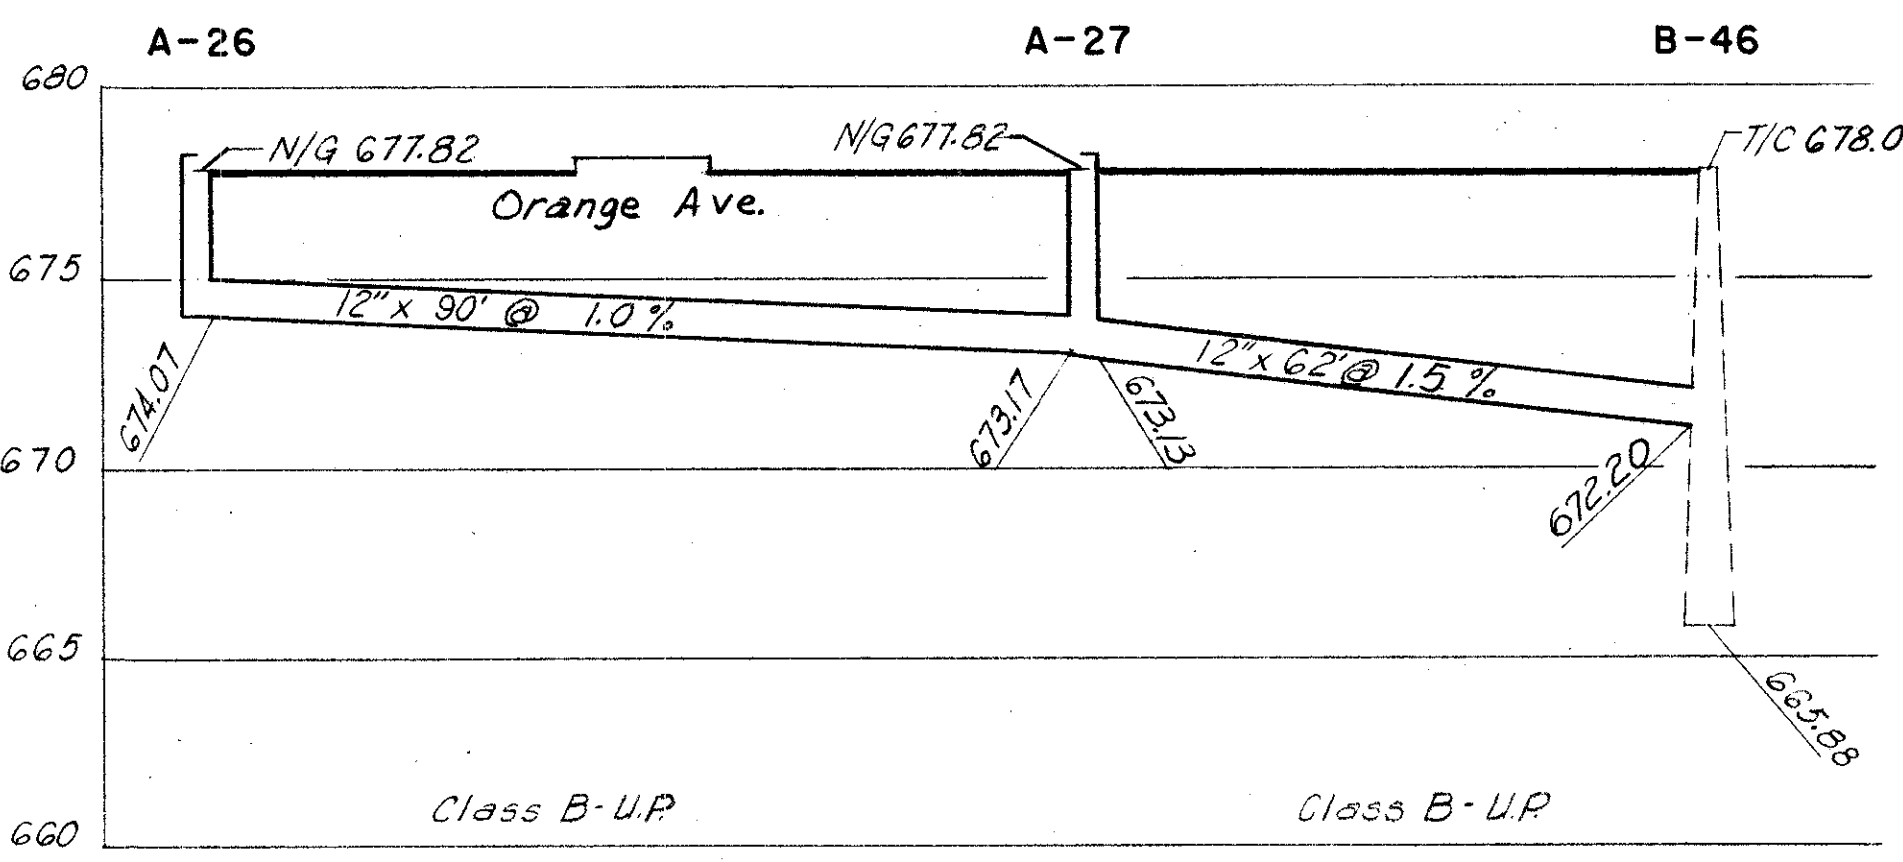 A-26 A-27 B-46
680
N/G 677.82 N/G 677.82 T/C 678.0
Orange Ave.
675
12" x 90' @ 1.0 %
12" x 62' @ 1.5 %
674.07 673.17 673.13
670
672.20
665
665.88
Class B-U.P. Class B-U.P.
660